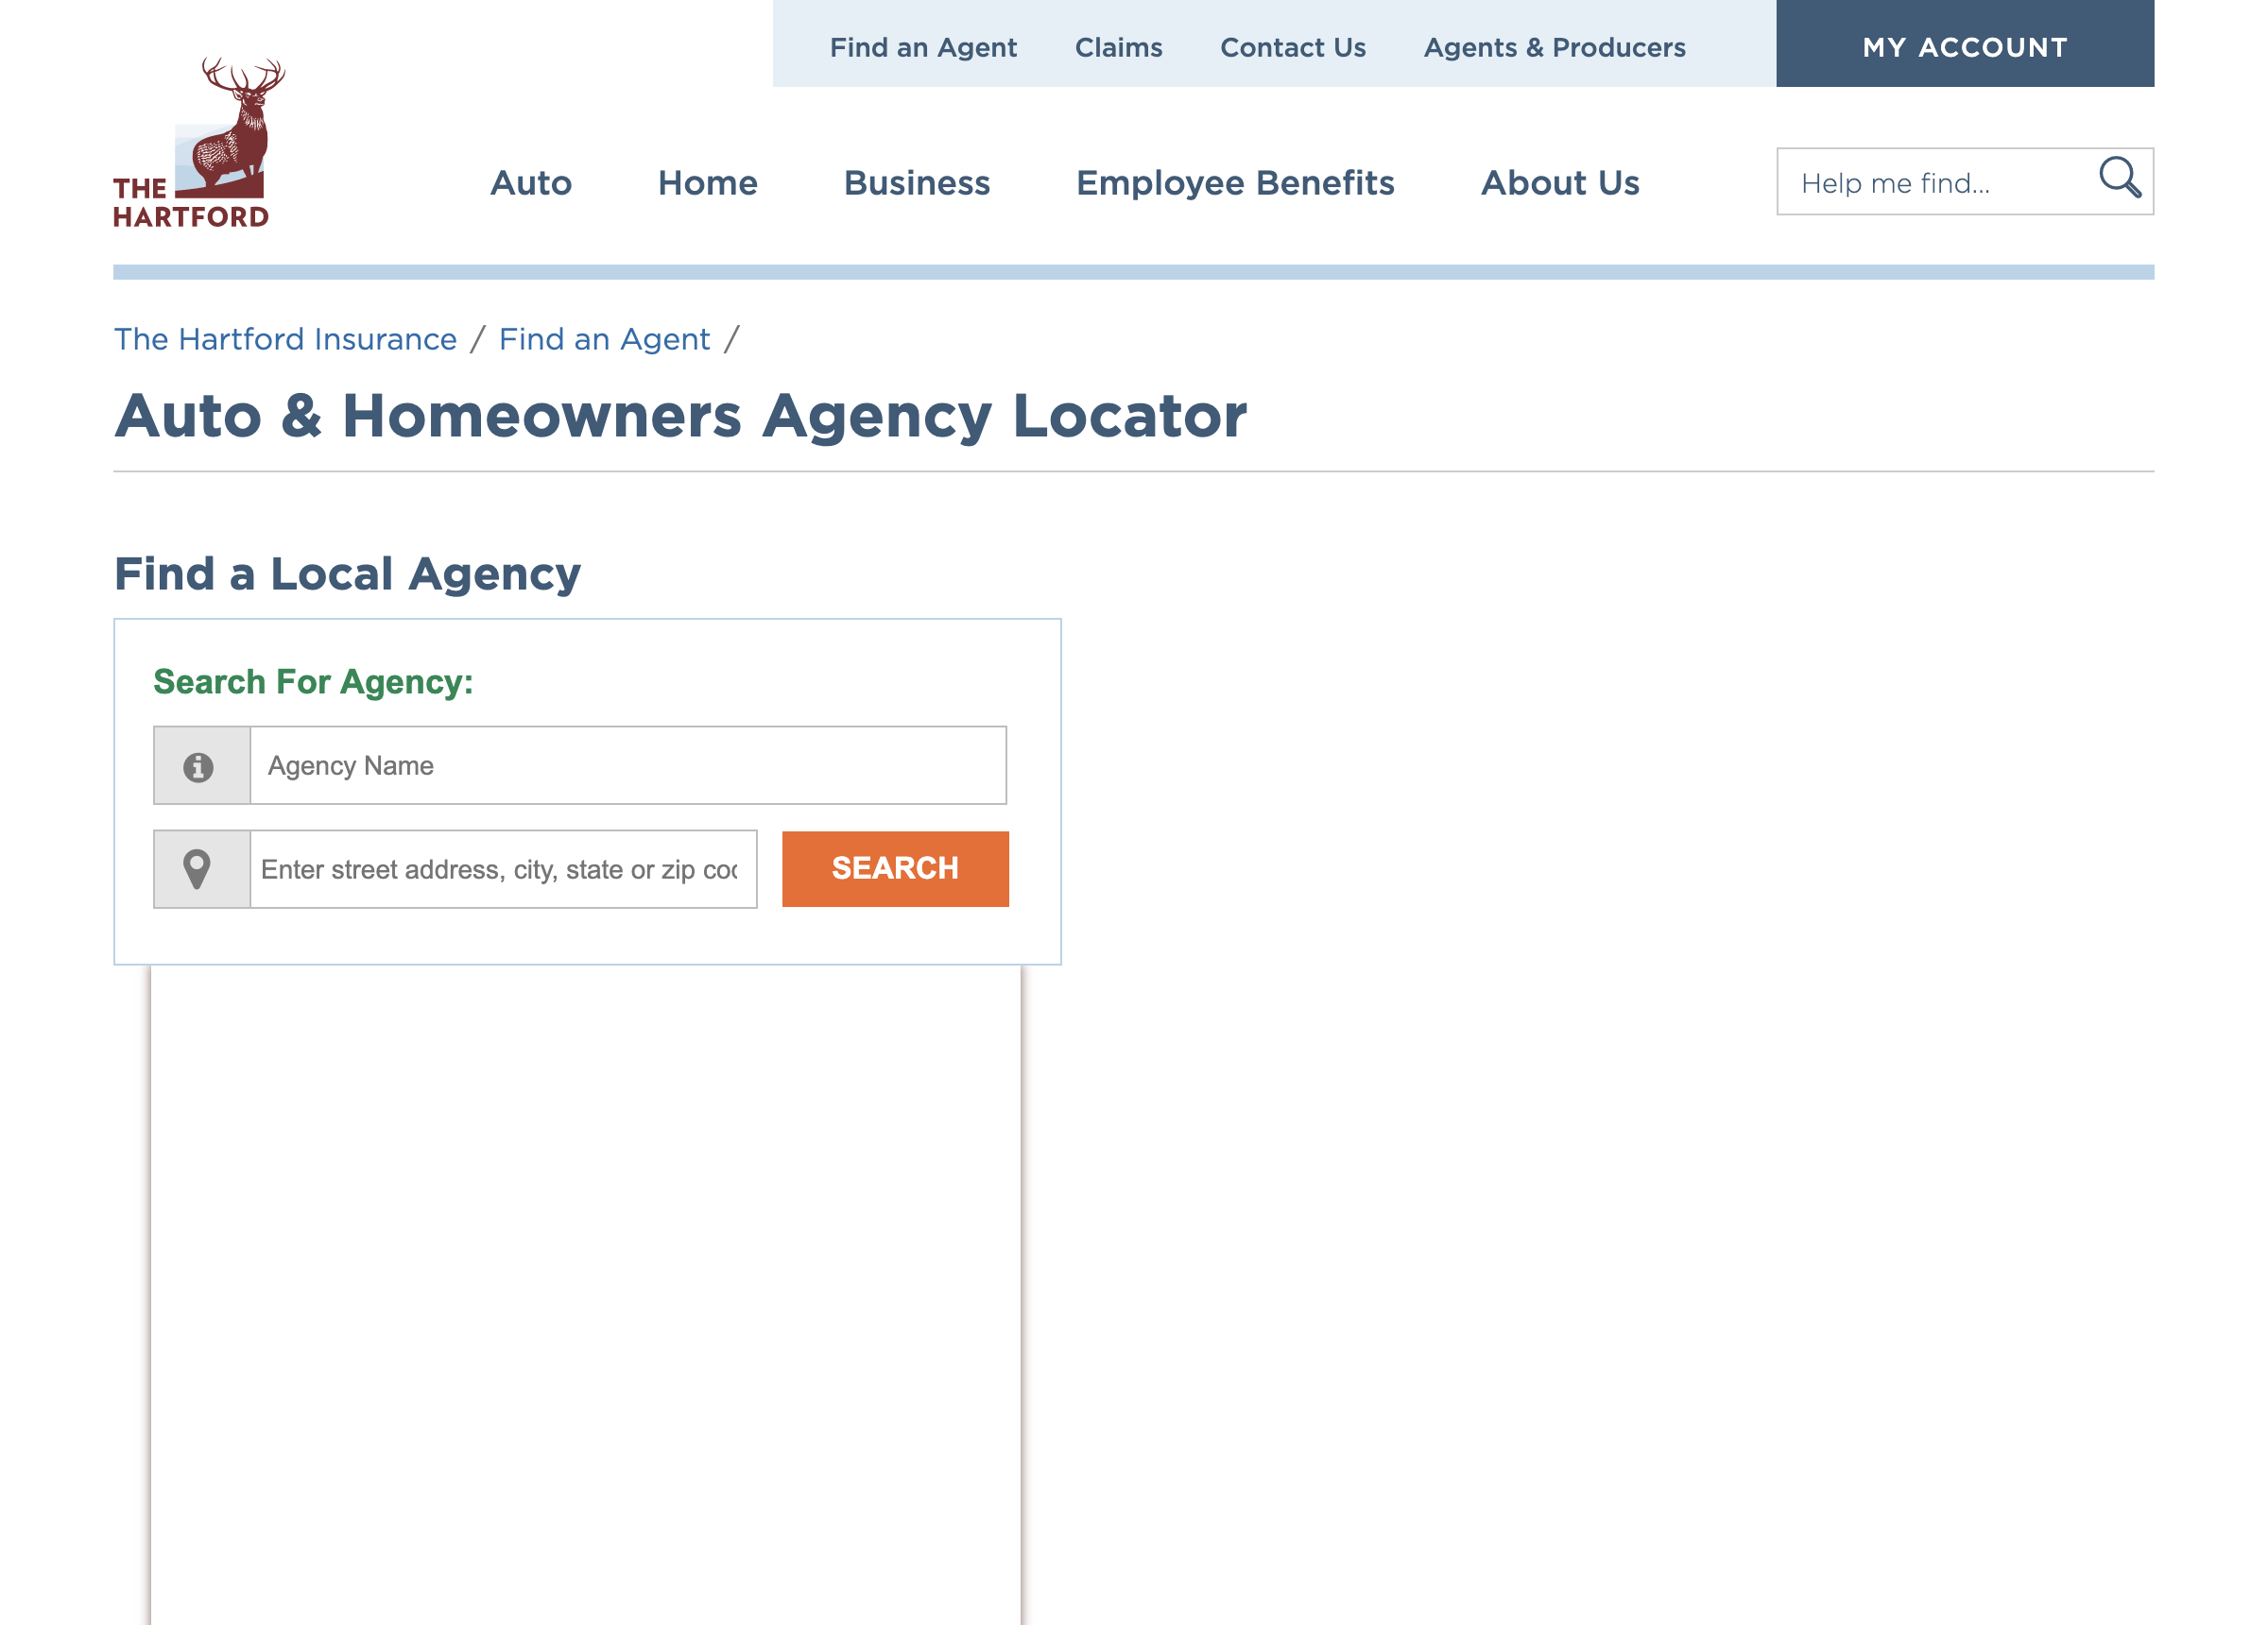 Find an Agent Claims Contact Us Agents & Producers MY ACCOUNT
THE
HARTFORD
Auto Home Business Employee Benefits About Us Help me find...
The Hartford Insurance / Find an Agent /
Auto & Homeowners Agency Locator
Find a Local Agency
Search For Agency:
Agency Name
Enter street address, city, state or zip
SEARCH